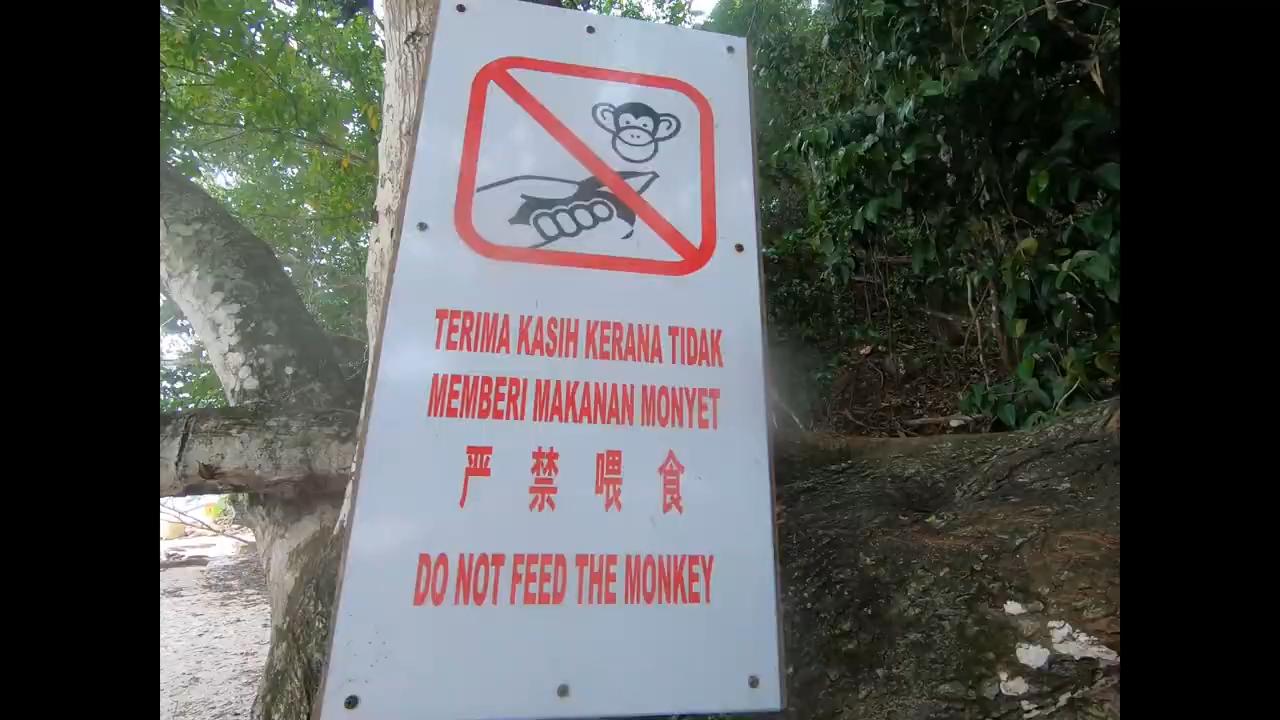 TERIMA KASIH KERANA TIDAK
MEMBERI MAKANAN MONYET
严禁喂食
DO NOT FEED THE MONKEY